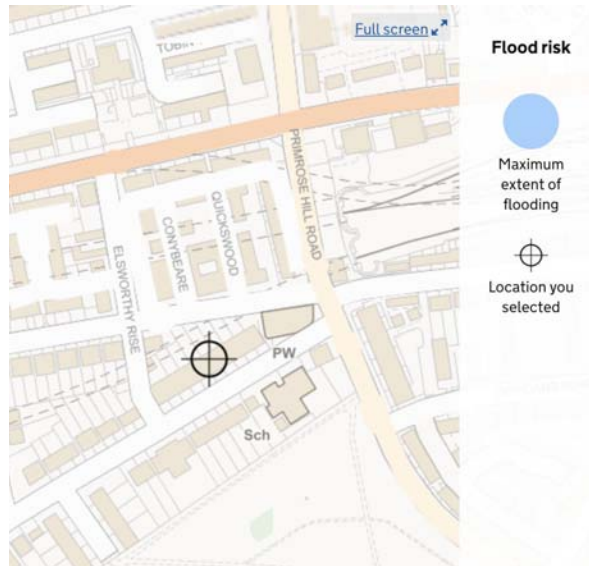 TOBIN
Full screen
Flood risk
PRIMROSE HILL ROAD
Maximum
extent of
flooding
QUICKSWOOD
CONYBEARE
ELSWORTHY RISE
Location you
selected
PW
Sch